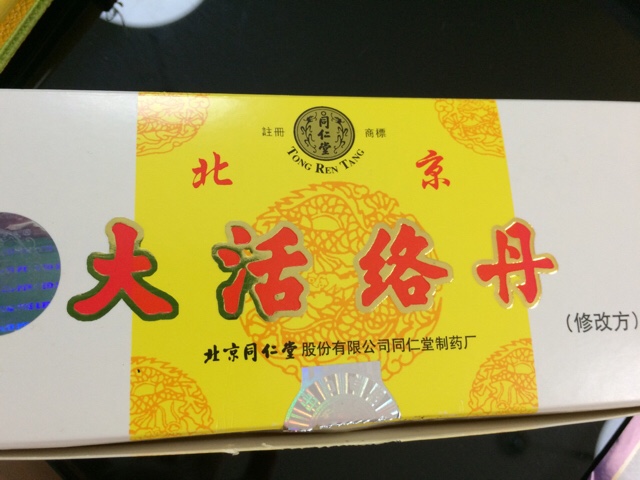 註冊 同仁堂 商標
TONG REN TANG
北京
大活络丹
(修改方)
北京同仁堂股份有限公司同仁堂制药厂